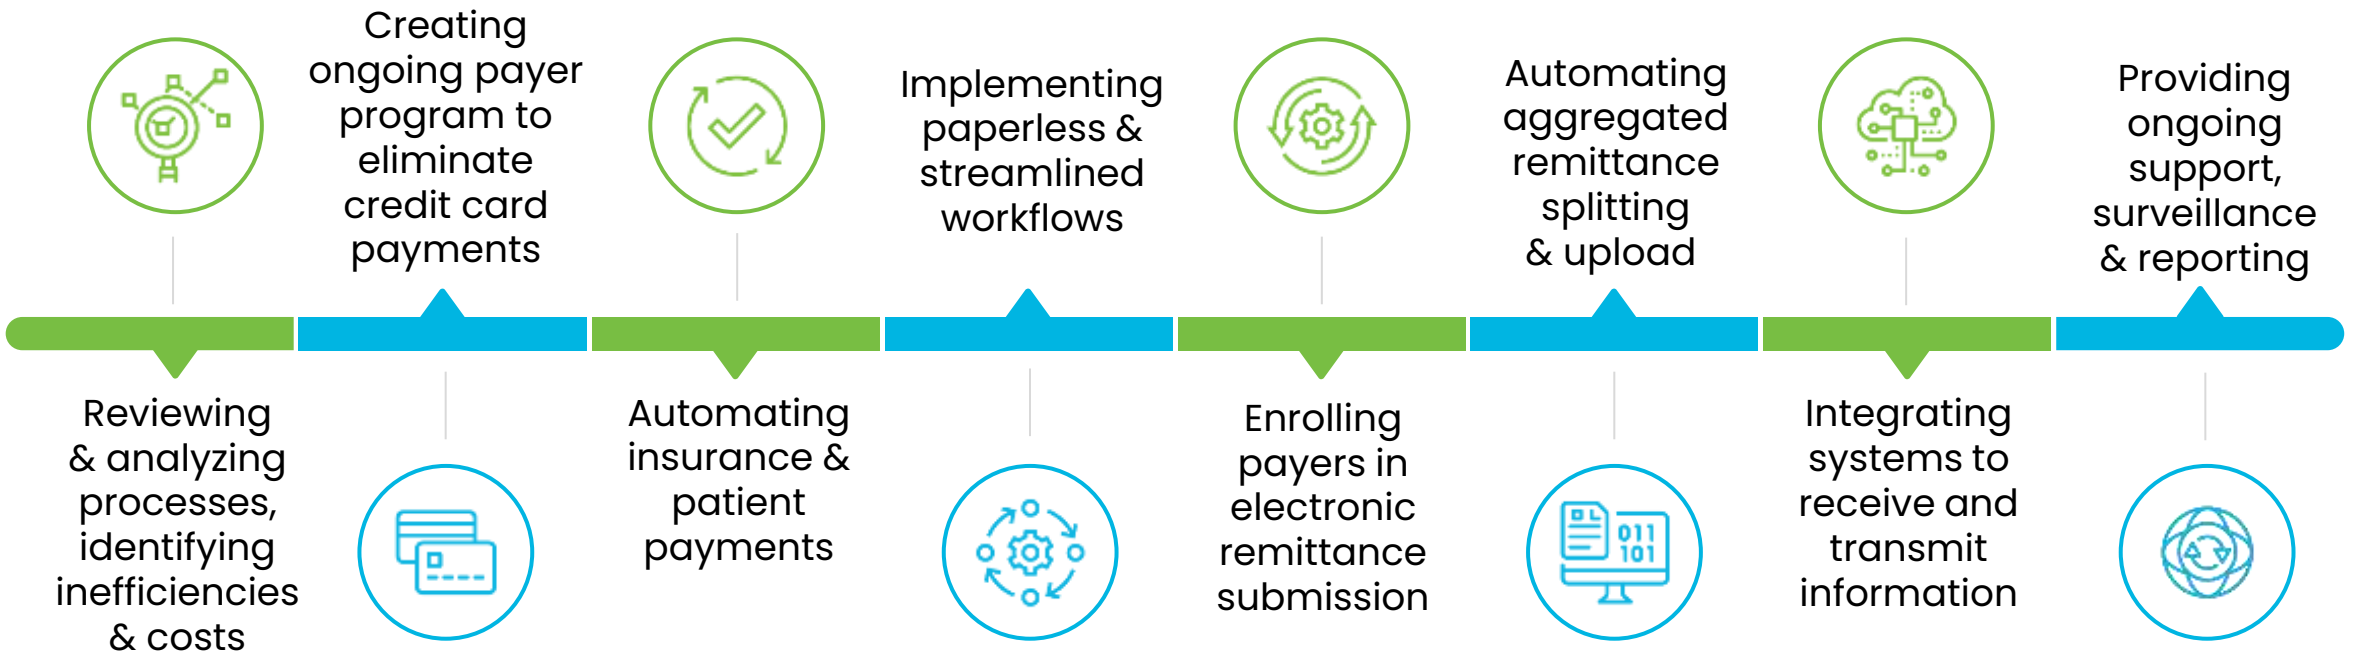 Reviewing
& analyzing
processes,
identifying
inefficiencies
& costs
Creating
ongoing payer
program to
eliminate
credit card
payments
Automating
insurance &
patient
payments
Implementing
paperless &
streamlined
workflows
Enrolling
payers in
electronic
remittance
submission
Automating
aggregated
remittance
splitting
& upload
011
101
Integrating
systems to
receive and
transmit
information
Providing
ongoing
support,
surveillance
& reporting